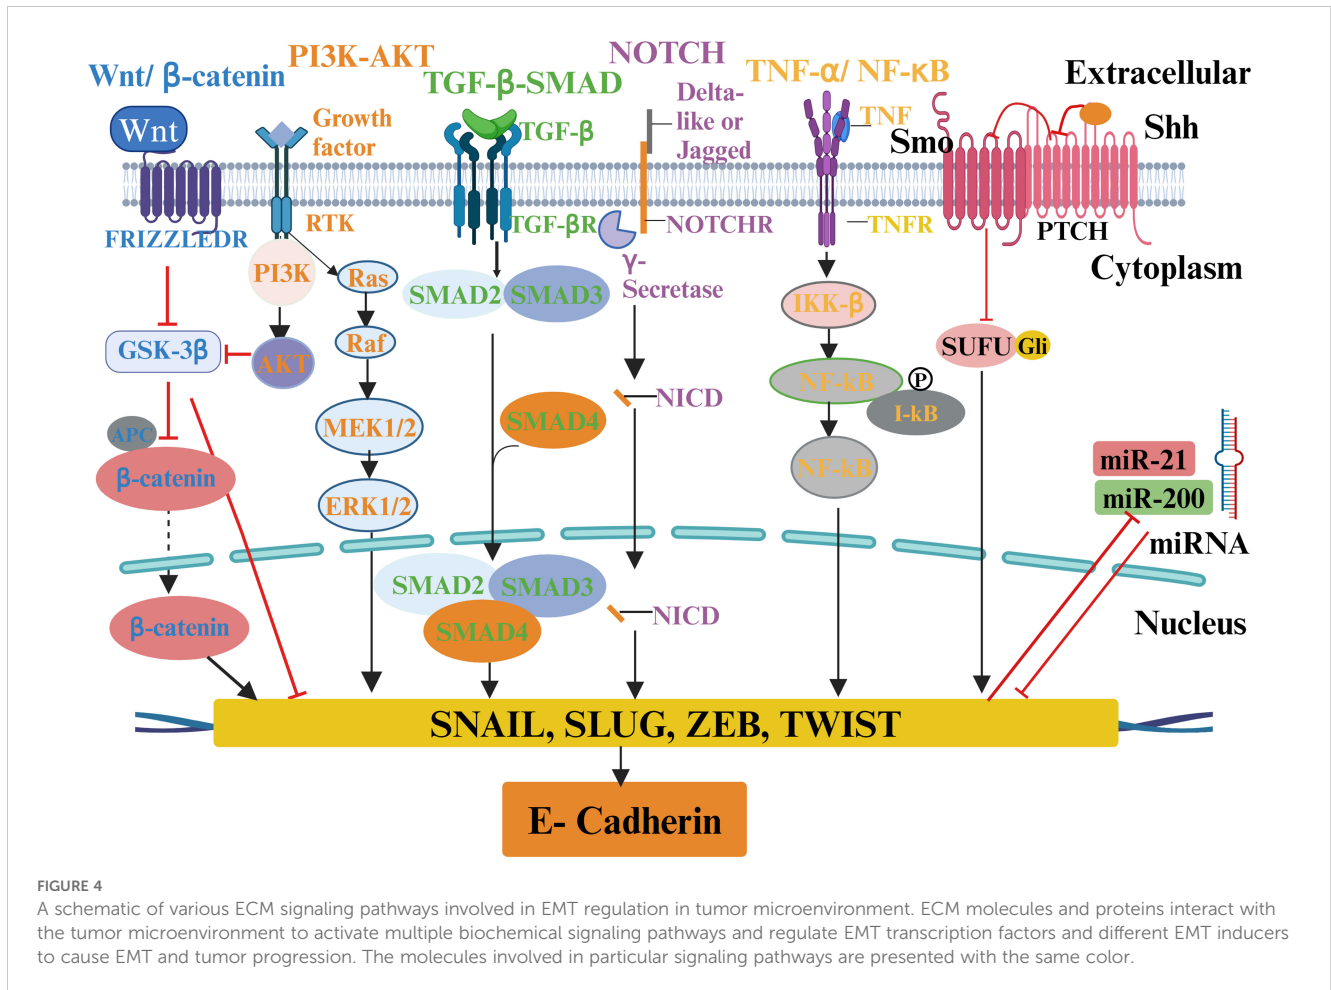 Wnt/ β-catenin
PI3K-AKT
TGF-β-SMAD
NOTCH
TNF-α/ NF-κB
Extracellular
Wnt
Growth
factor
TGF-β
Delta-
like or
Jagged
TNF
Smo
Shh
FRIZZLEDR
RTK
TGF-βR
NOTCHR
TNFR
PTCH
Cytoplasm
PI3K
Ras
SMAD2
SMAD3
γ-
Secretase
IKK-β
GSK-3β
AKT
Raf
SUFU
Gli
NF-kB
P
I-kB
NICD
APC
MEK1/2
SMAD4
β-catenin
NF-kB
miR-21
miR-200
ERK1/2
miRNA
SMAD2
SMAD3
NICD
Nucleus
β-catenin
SMAD4
SNAIL, SLUG, ZEB, TWIST
E- Cadherin
FIGURE 4
A schematic of various ECM signaling pathways involved in EMT regulation in tumor microenvironment. ECM molecules and proteins interact with
the tumor microenvironment to activate multiple biochemical signaling pathways and regulate EMT transcription factors and different EMT inducers
to cause EMT and tumor progression. The molecules involved in particular signaling pathways are presented with the same color.